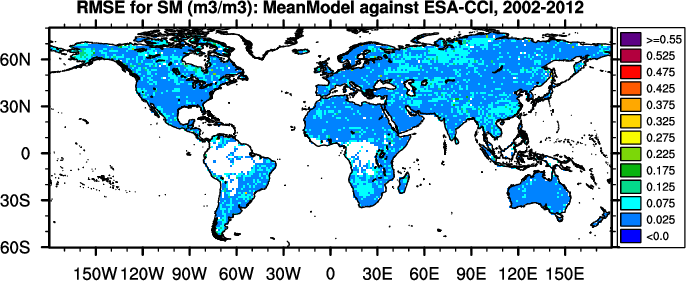 RMSE for SM (m3/m3): MeanModel against ESA-CCI, 2002-2012
60N
30N
0
30S
60S
150W 120W 90W 60W 30W 0 30E 60E 90E 120E 150E
>=0.55
0.525
0.475
0.425
0.375
0.325
0.275
0.225
0.175
0.125
0.075
0.025
<0.0